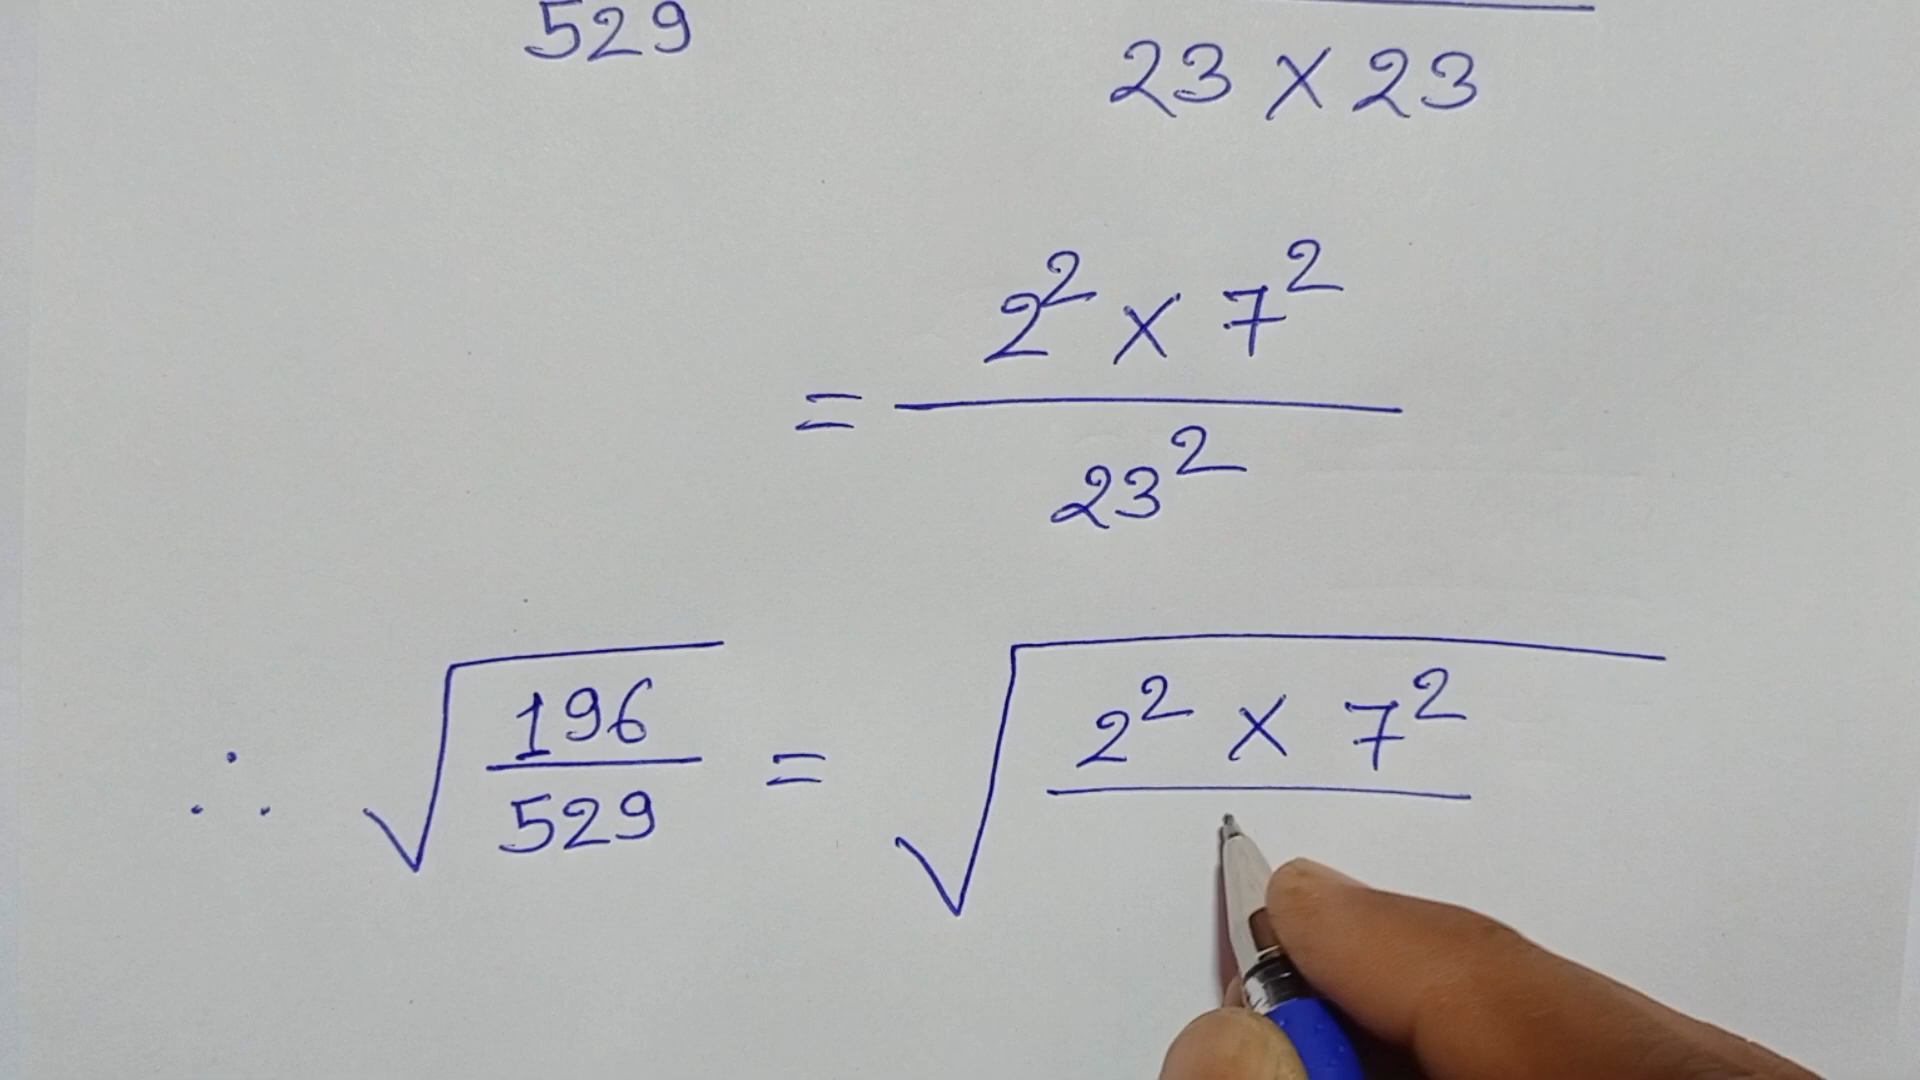 529
23 × 23
= 2² × 7² / 23²
∴ √(196/529) = √(2² × 7² /